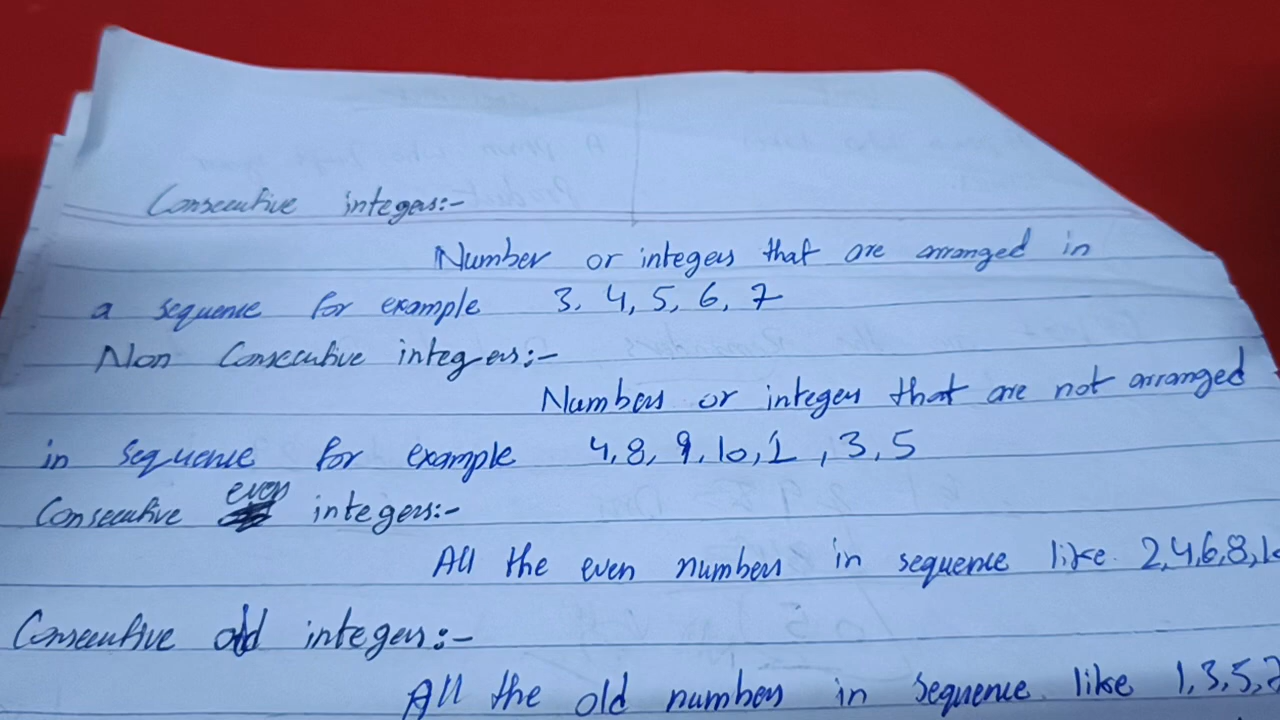 Consecutive integers:-
Number or integers that are arranged in
a sequence for example 3, 4, 5, 6, 7
Non Consecutive integers:-
Numbers or integers that are not arranged
in sequence for example 4, 8, 9, 10, 1, 3, 5
Consecutive even integers:-
All the even numbers in sequence like 2,4,6,8,
Consecutive old integers:-
All the old numbers in sequence like 1,3,5,7